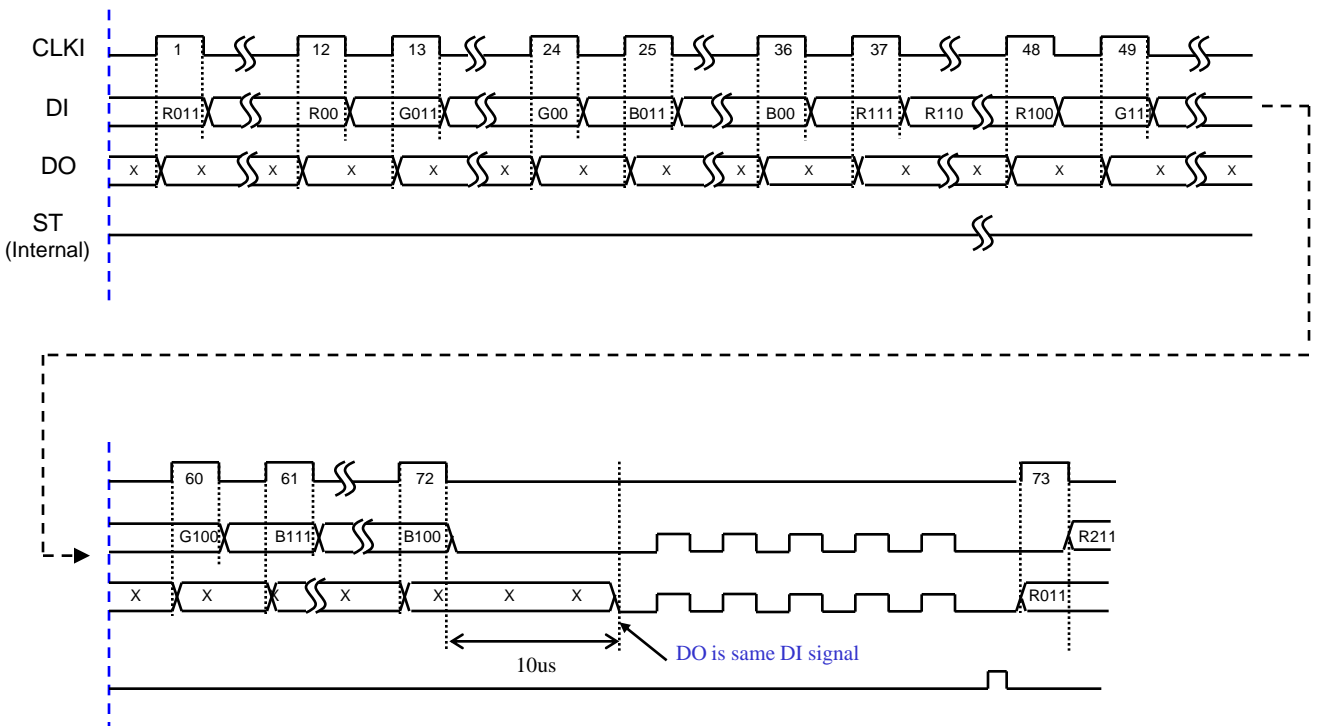 CLKI 1 12 13 24 25 36 37 48 49
DI R011 R00 G011 G00 B011 B00 R111 R110 R100 G11
DO X X X X X X X X X X X X X X X
ST
(Internal)
60 61 72 73
G100 B111 B100 R211
X X X X X X X R011
10us
DO is same DI signal